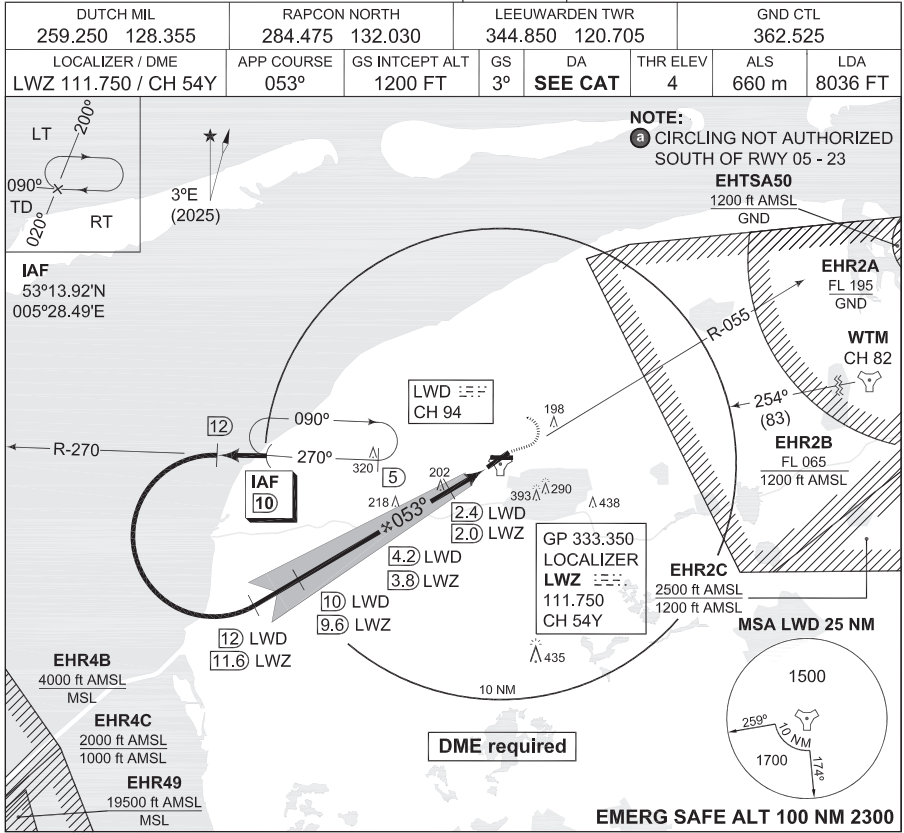 DUTCH MIL
259.250 128.355
RAPCON NORTH
284.475 132.030
LEEUWARDEN TWR
344.850 120.705
GND CTL
362.525
LOCALIZER / DME
LWZ 111.750 / CH 54Y
APP COURSE
053º
GS INTCEPT ALT
1200 FT
GS
3º
DA
SEE CAT
THR ELEV
4
ALS
660 m
LDA
8036 FT
LT
200º
090º
TD
020º
RT
3ºE
(2025)
NOTE:
a CIRCLING NOT AUTHORIZED
SOUTH OF RWY 05 - 23
EHTSA50
1200 ft AMSL
GND
IAF
53º13.92'N
005º28.49'E
EHR2A
FL 195
GND
R-055
WTM
CH 82
254º
(83)
EHR2B
FL 065
1200 ft AMSL
LWD
CH 94
198
12
090º
R-270
270º
320
IAF
10
5
202
218
053º
393
290
438
2.4 LWD
2.0 LWZ
4.2 LWD
3.8 LWZ
10 LWD
9.6 LWZ
12 LWD
11.6 LWZ
GP 333.350
LOCALIZER
LWZ
111.750
CH 54Y
EHR2C
2500 ft AMSL
1200 ft AMSL
435
10 NM
MSA LWD 25 NM
1500
259º
10 NM
1700
174º
EHR4B
4000 ft AMSL
MSL
EHR4C
2000 ft AMSL
1000 ft AMSL
EHR49
19500 ft AMSL
MSL
DME required
EMERG SAFE ALT 100 NM 2300